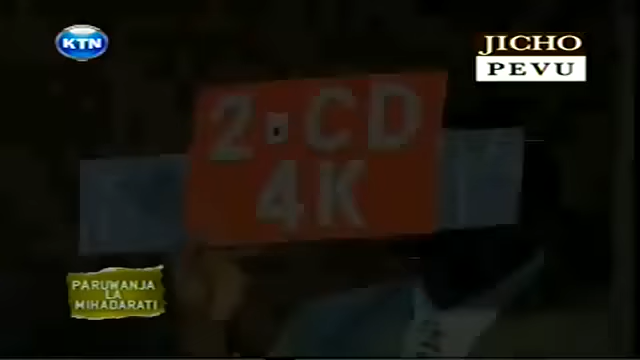 KTN
JICHO
PEVU
2·CD
4K
PARUWANJA
LA
MIHADARATI